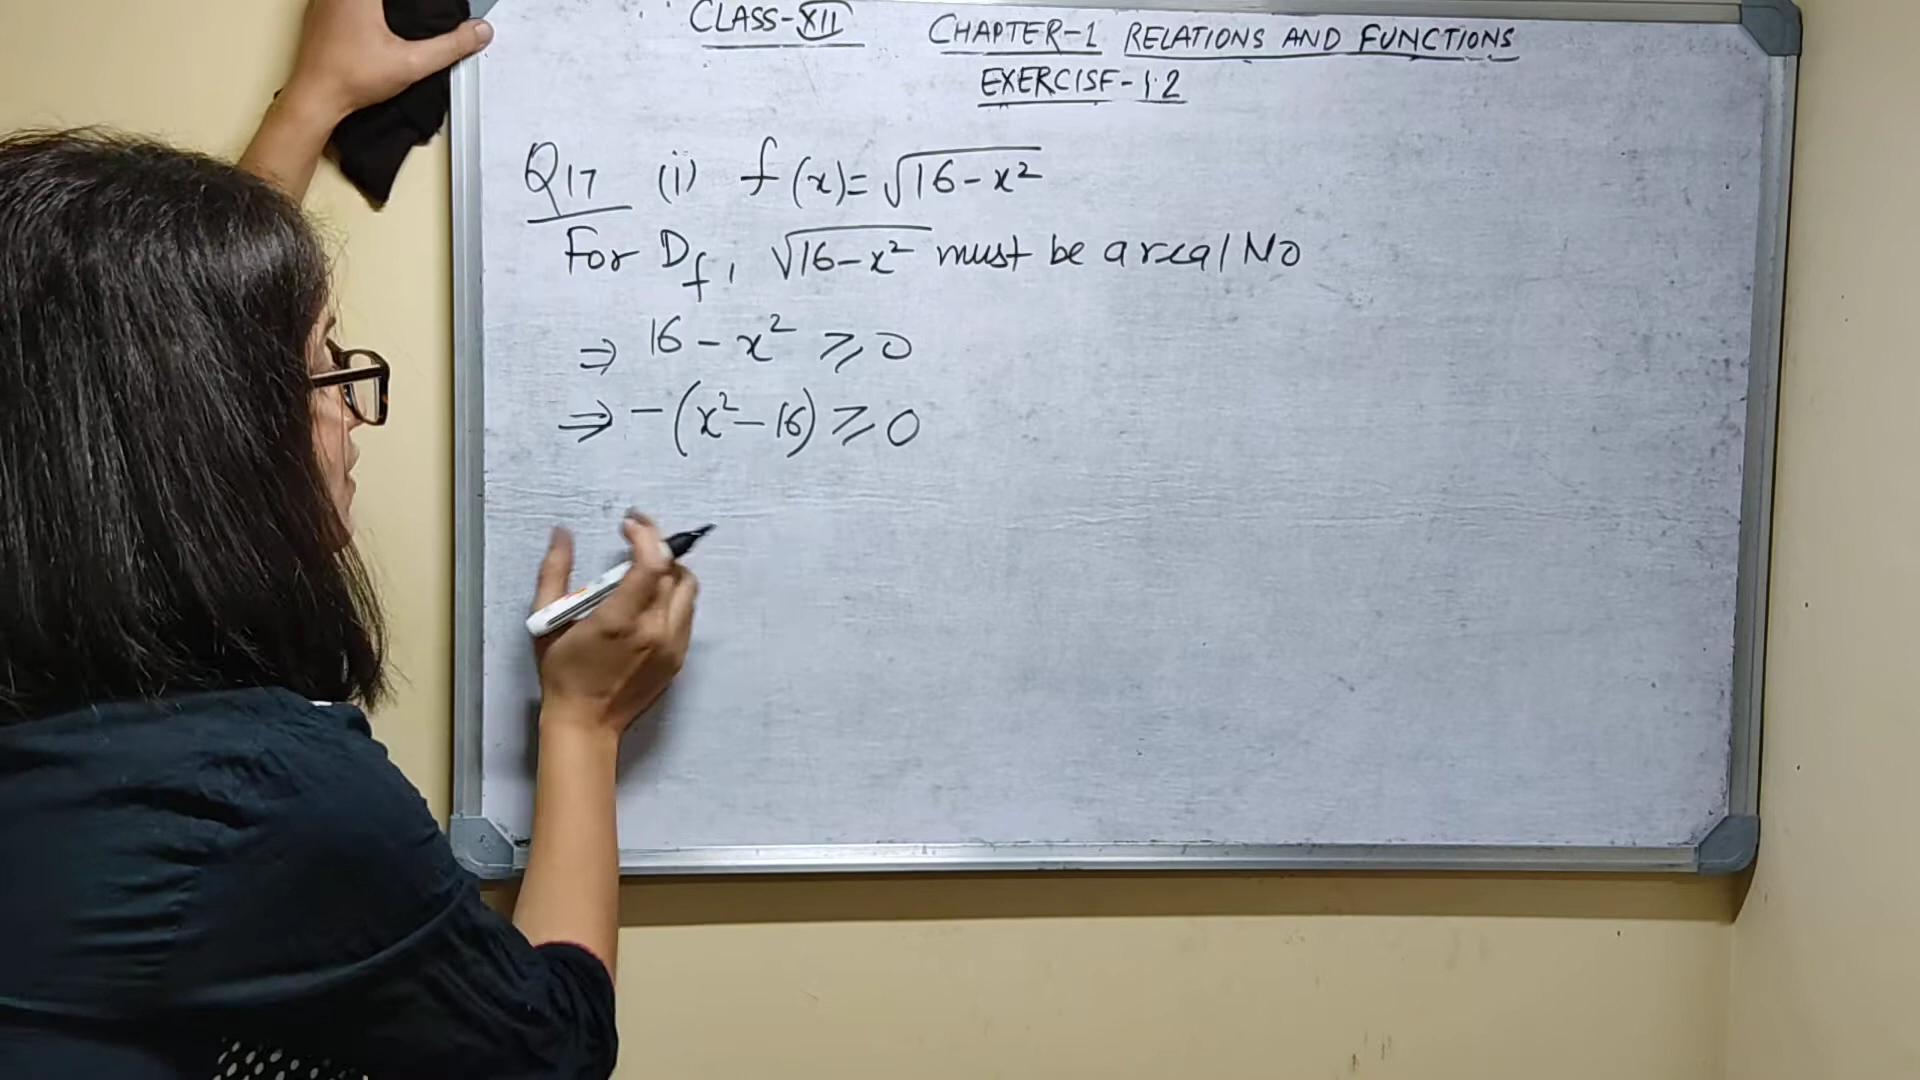 CLASS-XII CHAPTER-1 RELATIONS AND FUNCTIONS
EXERCISE-1.2
Q17 (i) f(x)=√16-x²
For Df, √16-x² must be a real No
⇒ 16-x² ⩾ 0
⇒ -(x²-16) ⩾ 0